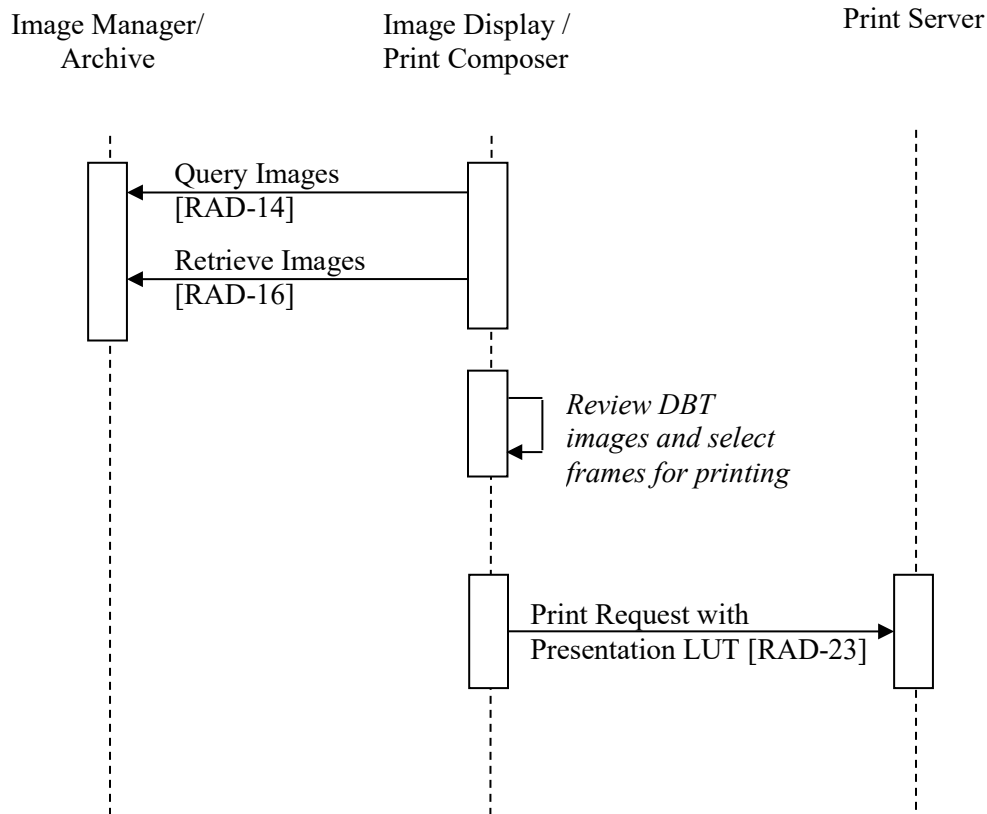 Image Manager/
Archive
Image Display /
Print Composer
Print Server
Query Images
[RAD-14]
Retrieve Images
[RAD-16]
Review DBT
images and select
frames for printing
Print Request with
Presentation LUT [RAD-23]